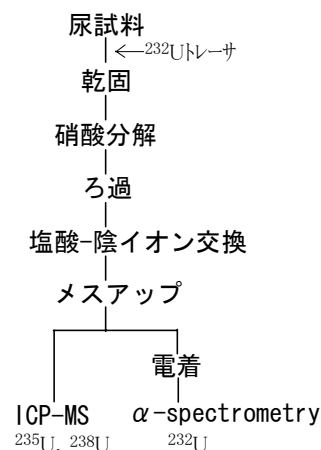 尿試料
²³²Uトレーサ
乾固
硝酸分解
ろ過
塩酸-陰イオン交換
メスアップ
電着
ICP-MS α-spectrometry
²³⁵U, ²³⁸U ²³²U